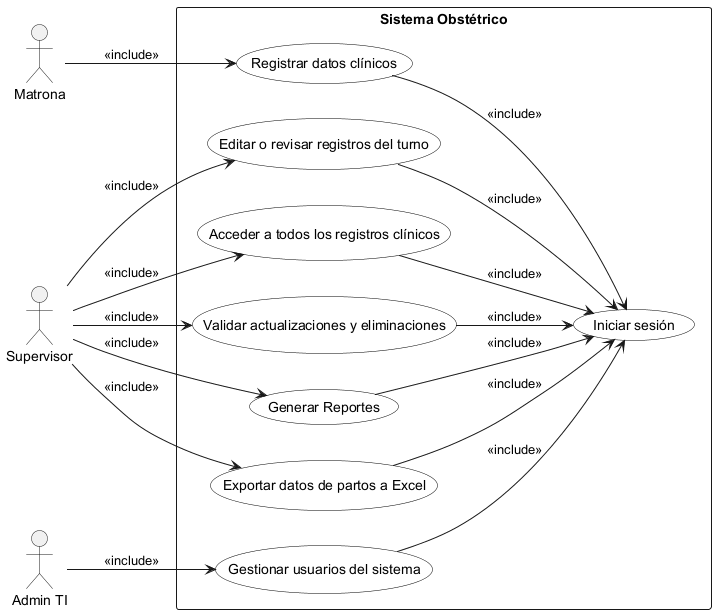 Sistema Obstétrico
Matrona
«include»
Registrar datos clínicos
«include»
Editar o revisar registros del turno
«include»
«include»
Acceder a todos los registros clínicos
«include»
«include»
Supervisor
«include»
Validar actualizaciones y eliminaciones
«include»
Iniciar sesión
«include»
Generar Reportes
«include»
«include»
Exportar datos de partos a Excel
«include»
Admin TI
«include»
Gestionar usuarios del sistema
«include»